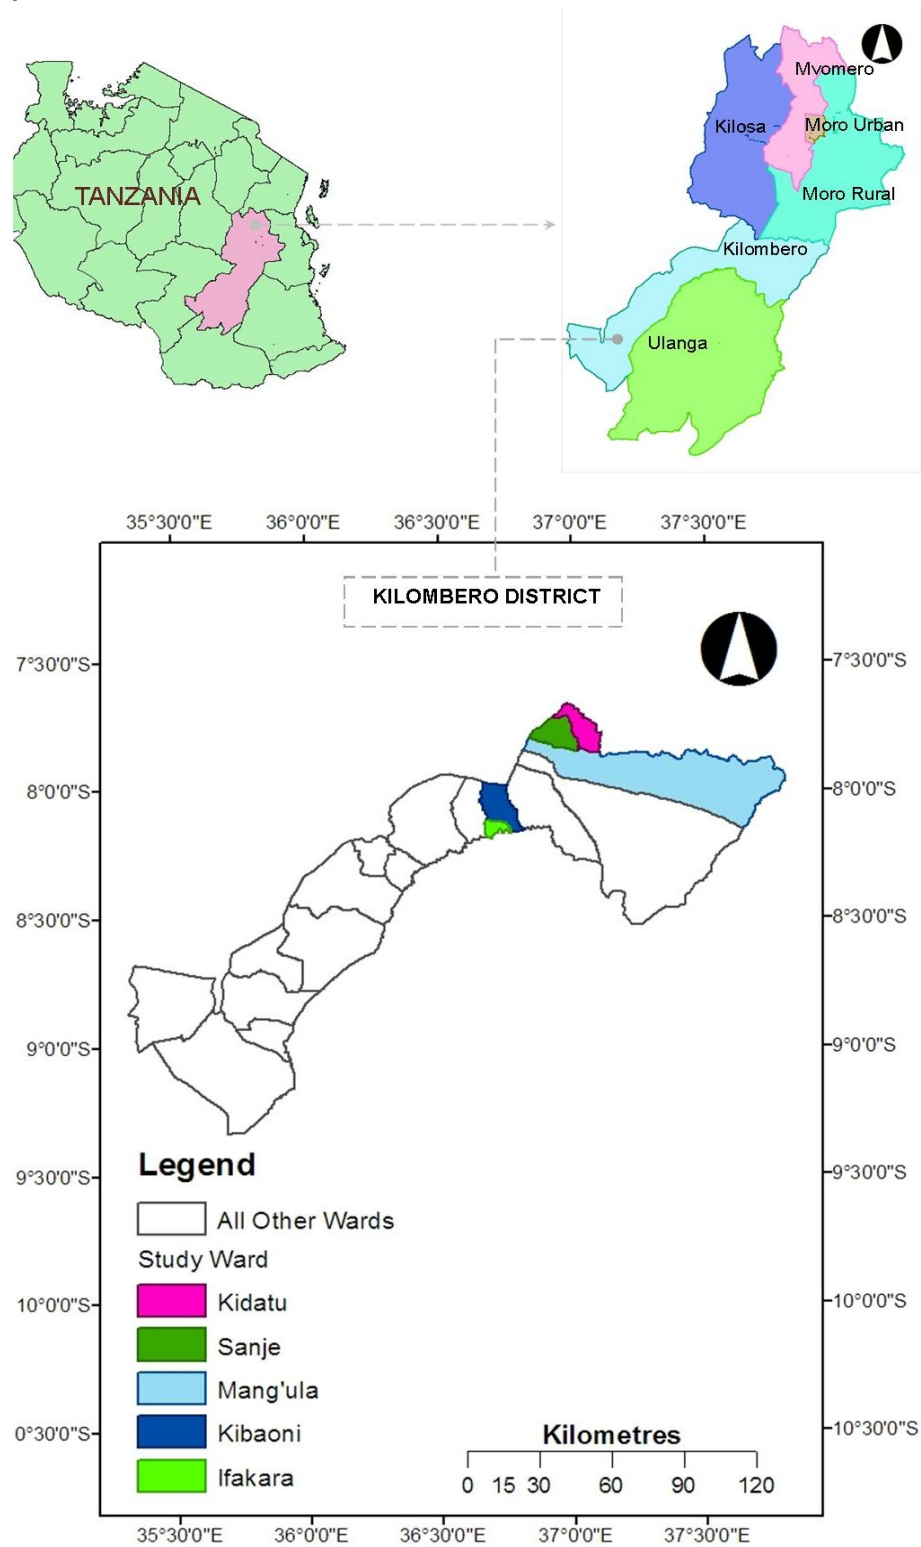 TANZANIA
Mvomero
Kilosa
Moro Urban
Moro Rural
Kilombero
Ulanga
35°30'0"E 36°0'0"E 36°30'0"E 37°0'0"E 37°30'0"E
KILOMBERO DISTRICT
7°30'0"S 7°30'0"S
8°0'0"S 8°0'0"S
8°30'0"S 8°30'0"S
9°0'0"S 9°0'0"S
Legend
9°30'0"S 9°30'0"S
All Other Wards
Study Ward
10°0'0"S Kidatu 10°0'0"S
Sanje
Mang'ula
0°30'0"S Kibaoni Kilometres 10°30'0"S
Ifakara 0 15 30 60 90 120
35°30'0"E 36°0'0"E 36°30'0"E 37°0'0"E 37°30'0"E